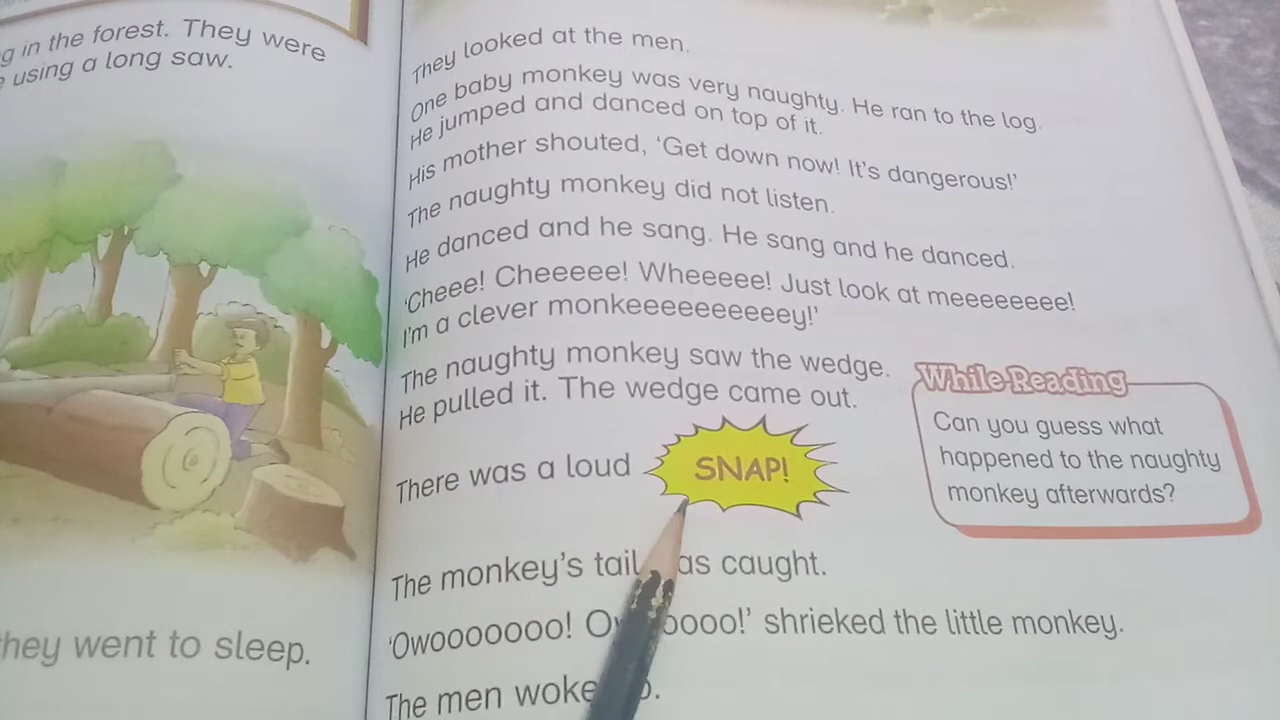 g in the forest. They were
using a long saw.
they went to sleep.
They looked at the men.
One baby monkey was very naughty. He ran to the log.
He jumped and danced on top of it.
His mother shouted, ‘Get down now! It’s dangerous!’
The naughty monkey did not listen.
He danced and he sang. He sang and he danced.
‘Cheee! Cheeeee! Wheeeee! Just look at meeeeeeee!
I’m a clever monkeeeeeeeeeeey!’
The naughty monkey saw the wedge.
He pulled it. The wedge came out.
There was a loud SNAP!
While Reading
Can you guess what
happened to the naughty
monkey afterwards?
The monkey’s tail was caught.
‘Owooooooo! shrieked the little monkey.
The men woke